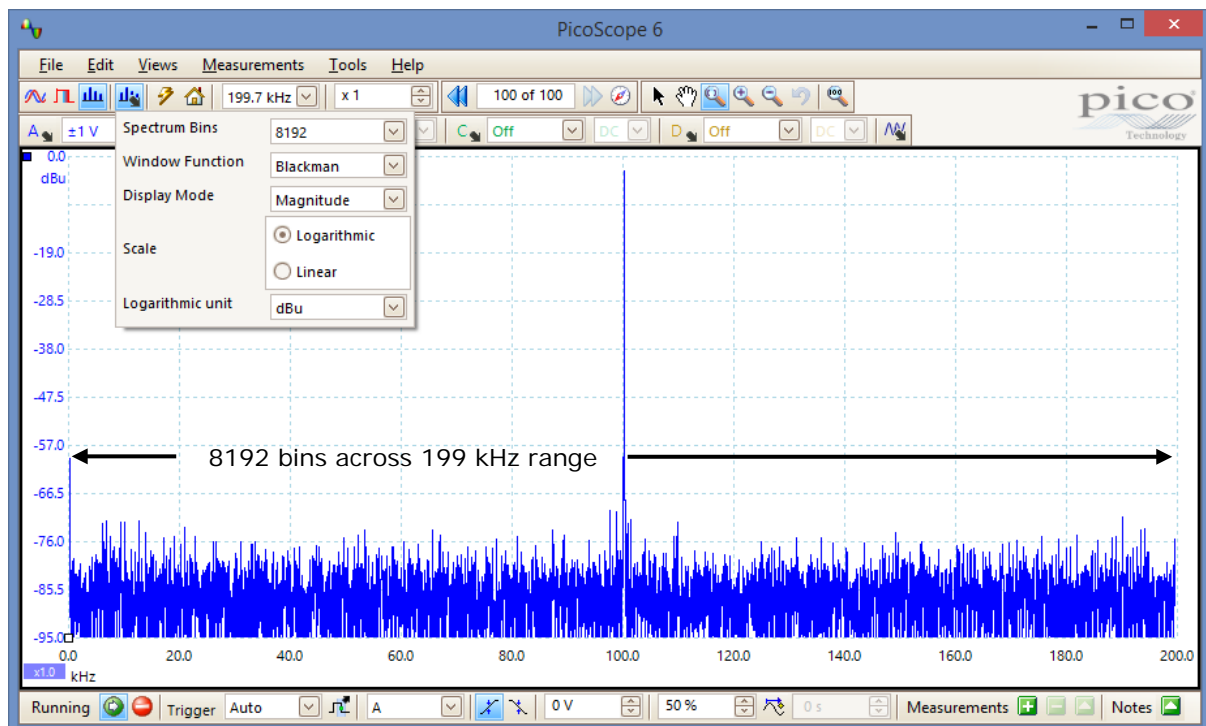 PicoScope 6
File Edit Views Measurements Tools Help
199.7 kHz x 1 100 of 100
pico
Technology
A ±1 V C Off DC D Off DC
Spectrum Bins 8192
Window Function Blackman
Display Mode Magnitude
Scale
Logarithmic
Linear
Logarithmic unit dBu
0.0
dBu
-19.0
-28.5
-38.0
-47.5
-57.0
8192 bins across 199 kHz range
-66.5
-76.0
-85.5
-95.0
0.0 20.0 40.0 60.0 80.0 100.0 120.0 140.0 160.0 180.0 200.0
x1.0 kHz
Running Trigger Auto A 0 V 50 % 0 s Measurements Notes